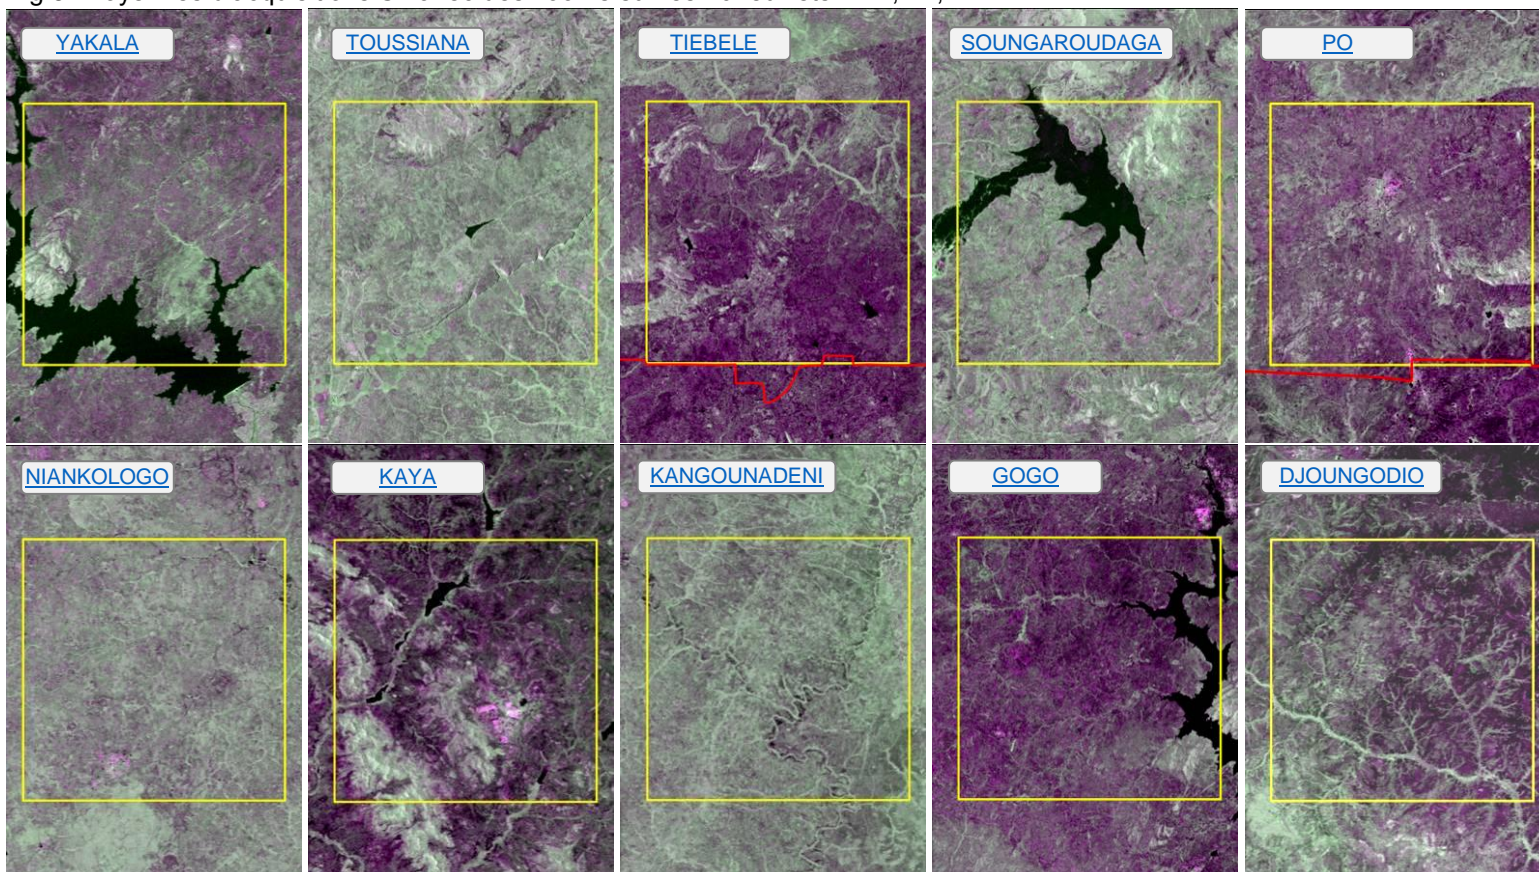 YAKALA
TOUSSIANA
TIEBELE
SOUNGAROUDAGA
PO
NIANKOLOGO
KAYA
KANGOUNADENI
GOGO
DJOUNGODIO